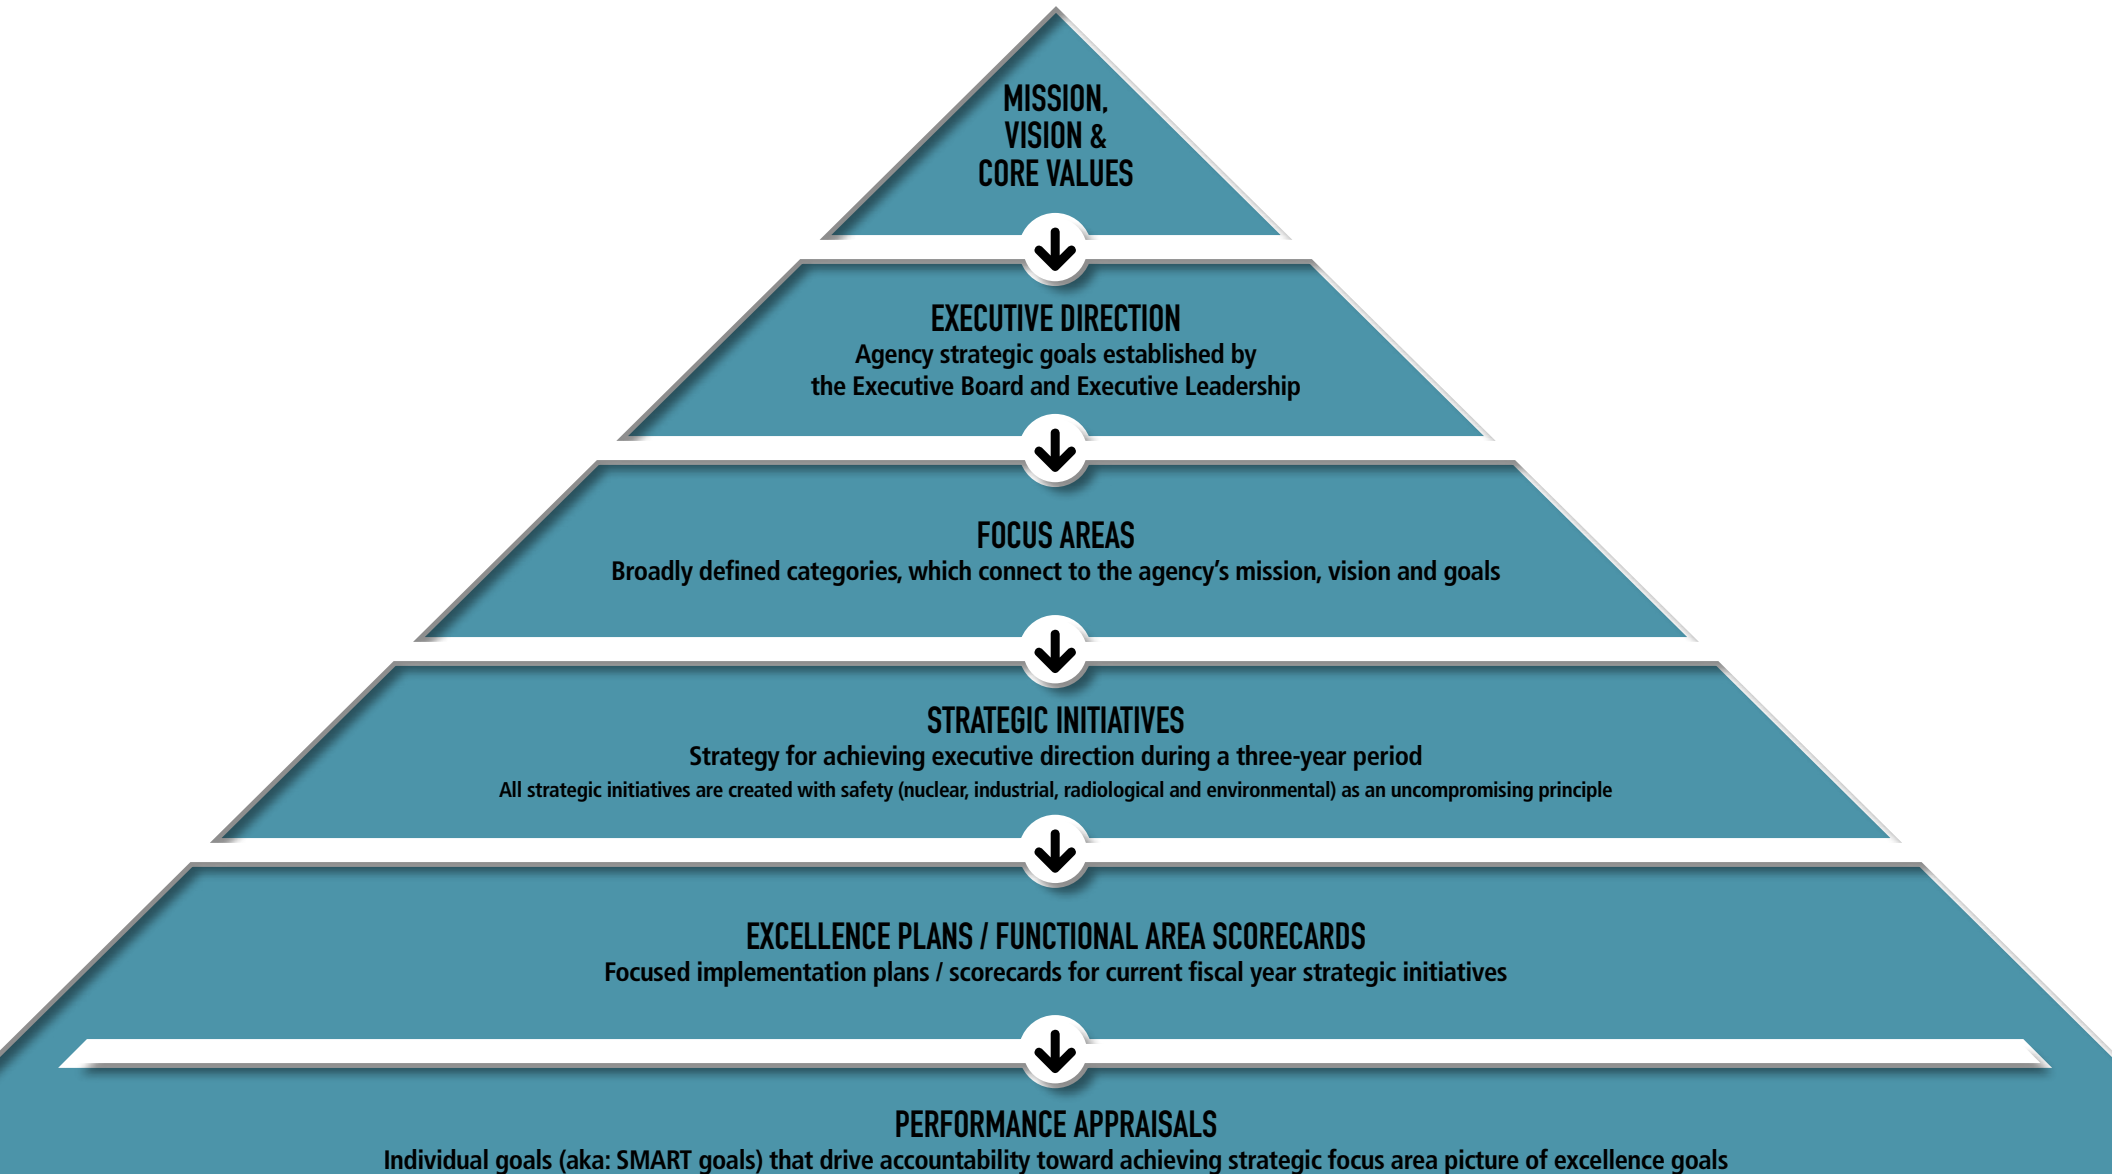 MISSION,
VISION &
CORE VALUES
EXECUTIVE DIRECTION
Agency strategic goals established by
the Executive Board and Executive Leadership
FOCUS AREAS
Broadly defined categories, which connect to the agency’s mission, vision and goals
STRATEGIC INITIATIVES
Strategy for achieving executive direction during a three-year period
All strategic initiatives are created with safety (nuclear, industrial, radiological and environmental) as an uncompromising principle
EXCELLENCE PLANS / FUNCTIONAL AREA SCORECARDS
Focused implementation plans / scorecards for current fiscal year strategic initiatives
PERFORMANCE APPRAISALS
Individual goals (aka: SMART goals) that drive accountability toward achieving strategic focus area picture of excellence goals